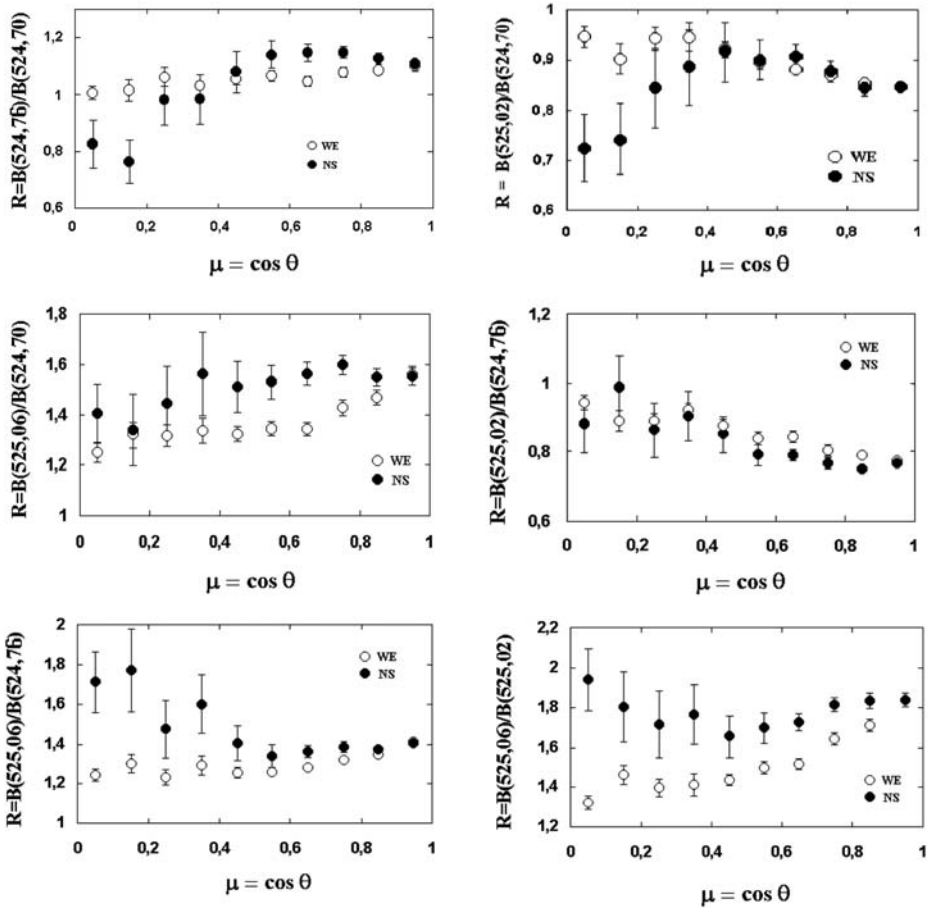 R=B(524,76)/B(524,70)
1,2
1
0,8
0,6
WE
NS
0 0,2 0,4 0,6 0,8 1
μ = cos θ
R = B(525,02)/B(524,70)
1
0,9
0,8
0,7
0,6
WE
NS
0 0,2 0,4 0,6 0,8 1
μ = cos θ
R=B(525,06)/B(524,70)
1,8
1,6
1,4
1,2
1
WE
NS
0 0,2 0,4 0,6 0,8 1
μ = cos θ
R=B(525,02)/B(524,76)
1,2
1
0,8
0,6
WE
NS
0 0,2 0,4 0,6 0,8 1
μ = cos θ
R=B(525,06)/B(524,76)
2
1,8
1,6
1,4
1,2
1
WE
NS
0 0,2 0,4 0,6 0,8 1
μ = cos θ
R=B(525,06)/B(525,02)
2,2
2
1,8
1,6
1,4
1,2
WE
NS
0 0,2 0,4 0,6 0,8 1
μ = cos θ